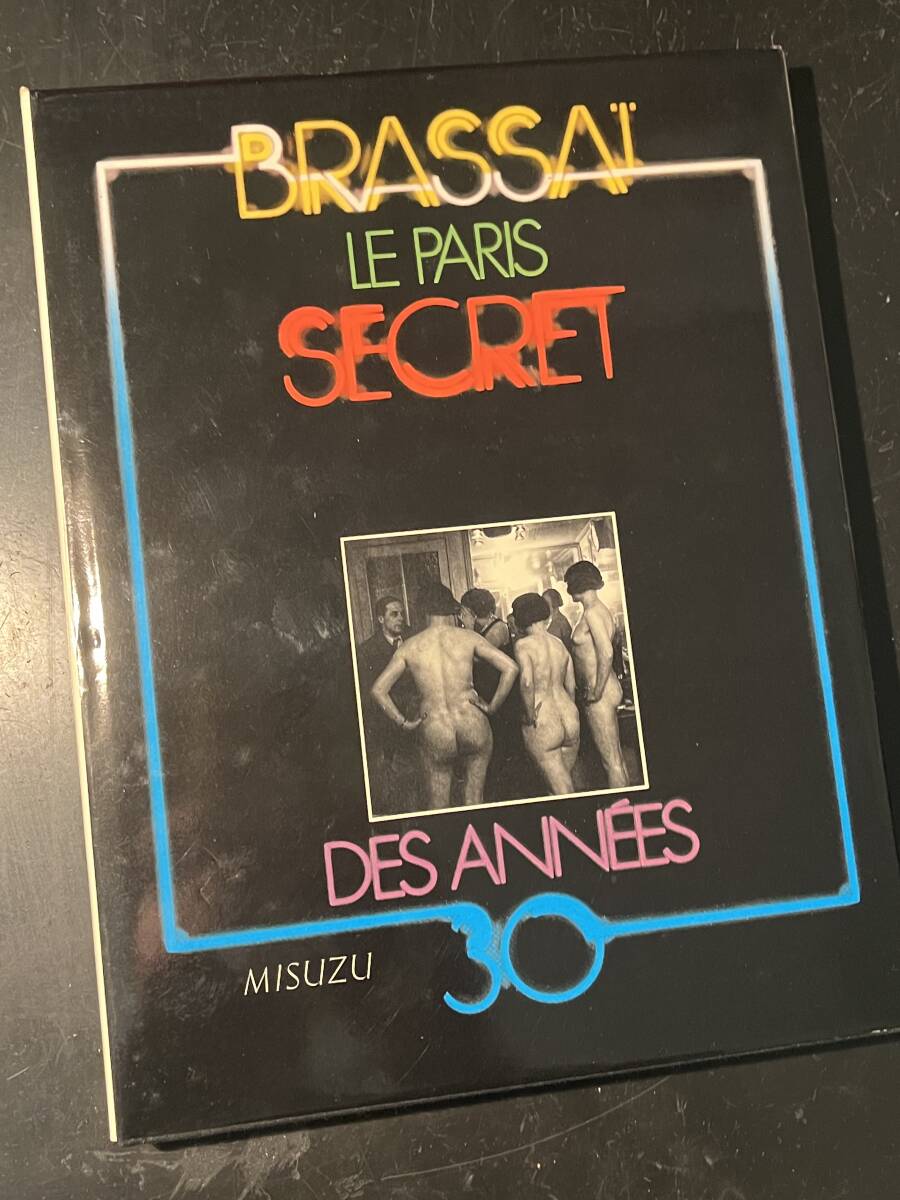 BRASSAÏ
LE PARIS
SECRET
DES ANNÉES
30
MISUZU